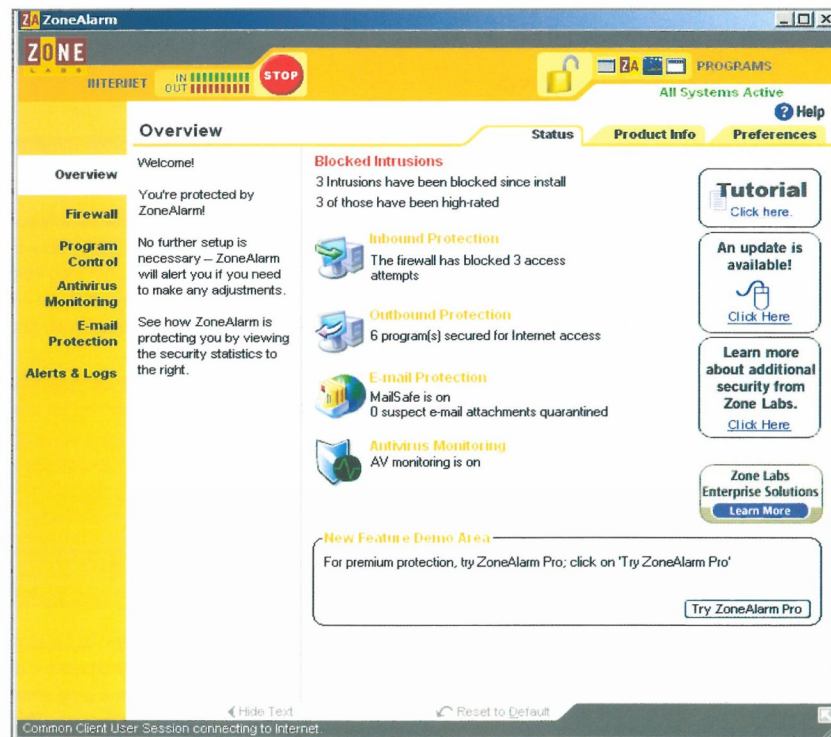 ZA ZoneAlarm
ZONE
LABS
INTERNET
IN
OUT
STOP
ZA
PROGRAMS
All Systems Active
? Help
Overview
Status
Product Info
Preferences
Overview
Firewall
Program
Control
Antivirus
Monitoring
E-mail
Protection
Alerts & Logs
Welcome!
You're protected by
ZoneAlarm!
No further setup is
necessary – ZoneAlarm
will alert you if you need
to make any adjustments.
See how ZoneAlarm is
protecting you by viewing
the security statistics to
the right.
Blocked Intrusions
3 Intrusions have been blocked since install
3 of those have been high-rated
Inbound Protection
The firewall has blocked 3 access
attempts
Outbound Protection
6 program(s) secured for Internet access
E-mail Protection
MailSafe is on
0 suspect e-mail attachments quarantined
Antivirus Monitoring
AV monitoring is on
Tutorial
Click here.
An update is
available!
Click Here
Learn more
about additional
security from
Zone Labs.
Click Here
Zone Labs
Enterprise Solutions
Learn More
New Feature Demo Area
For premium protection, try ZoneAlarm Pro; click on 'Try ZoneAlarm Pro'
Try ZoneAlarm Pro
Hide Text
Reset to Default
Common Client User Session connecting to Internet.